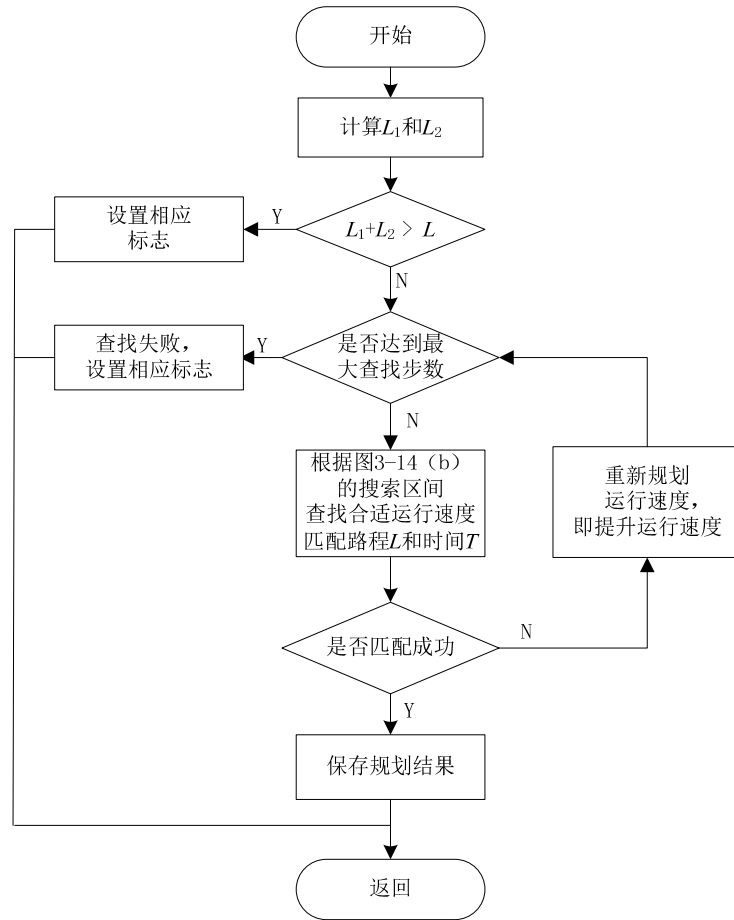 开始
计算L₁和L₂
设置相应
标志
Y
L₁+L₂ > L
N
查找失败，
设置相应标志
Y
是否达到最
大查找步数
N
根据图3-14（b）
的搜索区间
查找合适运行速度
匹配路程L和时间T
重新规划
运行速度，
即提升运行速度
是否匹配成功
N
Y
保存规划结果
返回